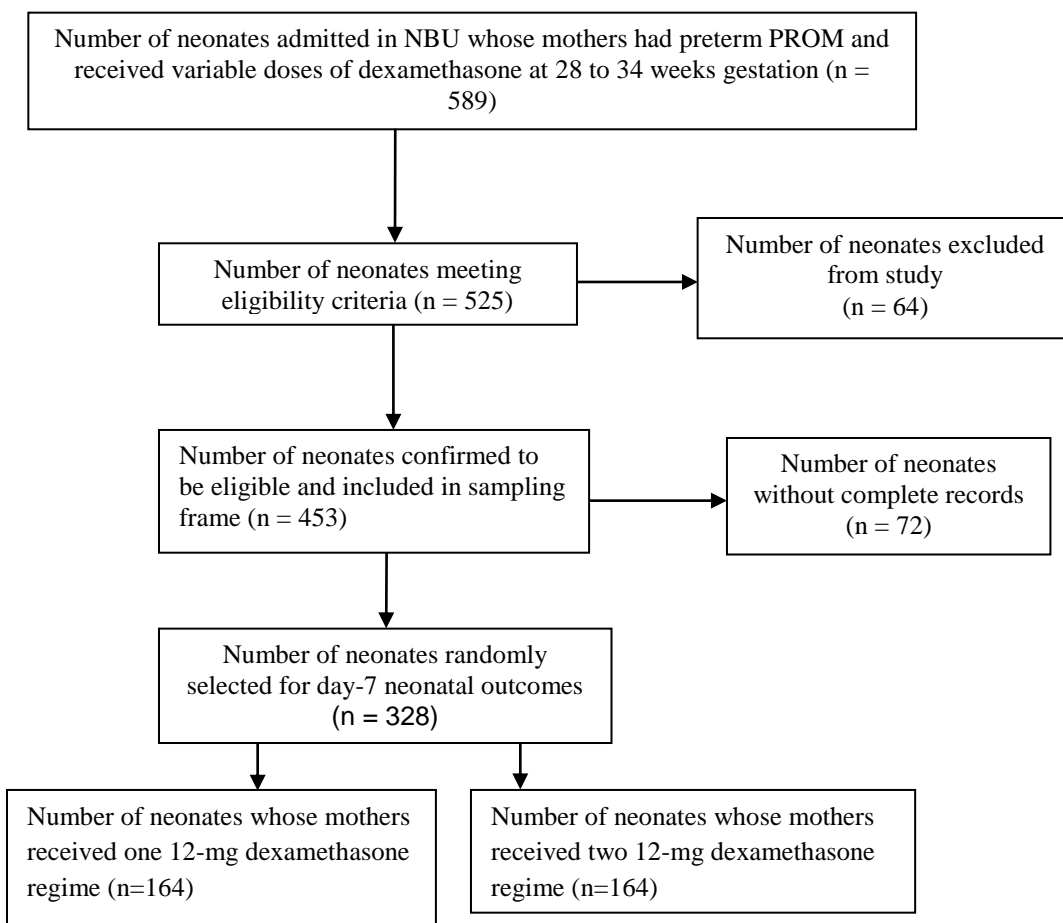 Number of neonates admitted in NBU whose mothers had preterm PROM and
received variable doses of dexamethasone at 28 to 34 weeks gestation (n =
589)
Number of neonates meeting
eligibility criteria (n = 525)
Number of neonates excluded
from study
(n = 64)
Number of neonates confirmed to
be eligible and included in sampling
frame (n = 453)
Number of neonates
without complete records
(n = 72)
Number of neonates randomly
selected for day-7 neonatal outcomes
(n = 328)
Number of neonates whose mothers
received one 12-mg dexamethasone
regime (n=164)
Number of neonates whose mothers
received two 12-mg dexamethasone
regime (n=164)